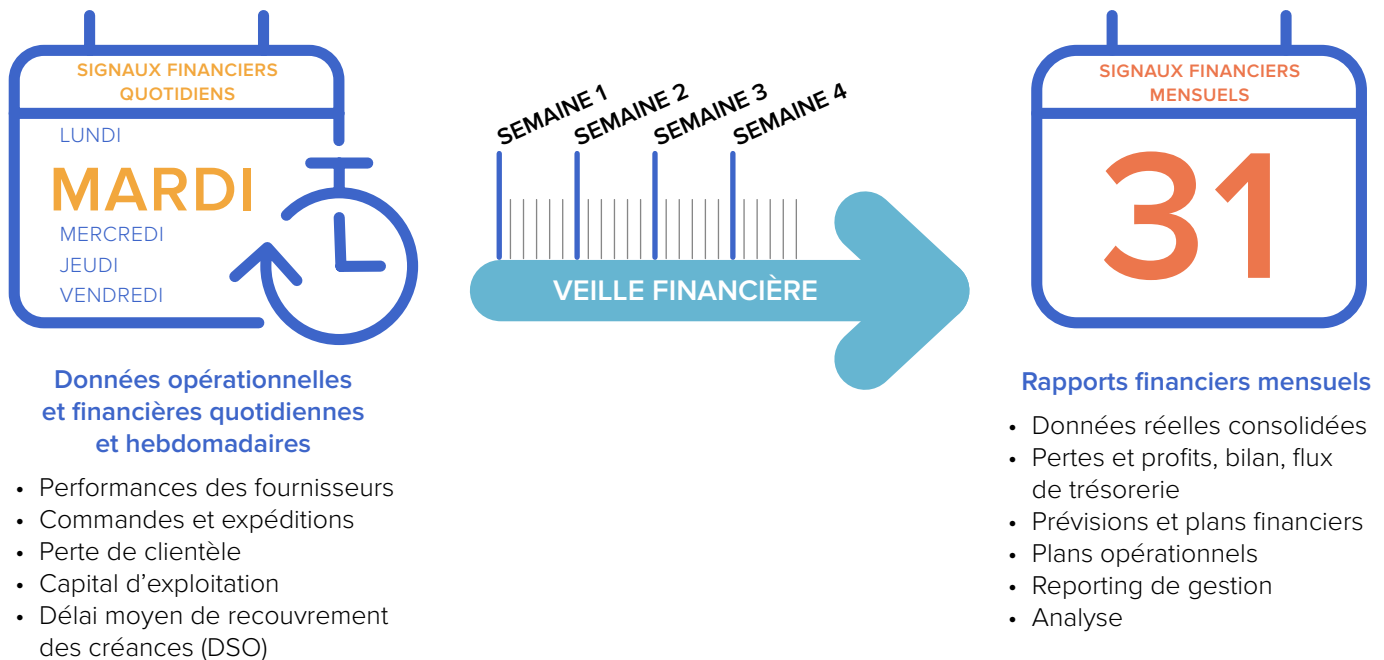 SIGNAUX FINANCIERS
QUOTIDIENS
LUNDI
MARDI
MERCREDI
JEUDI
VENDREDI
Données opérationnelles
et financières quotidiennes
et hebdomadaires
• Performances des fournisseurs
• Commandes et expéditions
• Perte de clientèle
• Capital d’exploitation
• Délai moyen de recouvrement
des créances (DSO)
SEMAINE 1
SEMAINE 2
SEMAINE 3
SEMAINE 4
VEILLE FINANCIÈRE
SIGNAUX FINANCIERS
MENSUELS
31
Rapports financiers mensuels
• Données réelles consolidées
• Pertes et profits, bilan, flux
de trésorerie
• Prévisions et plans financiers
• Plans opérationnels
• Reporting de gestion
• Analyse